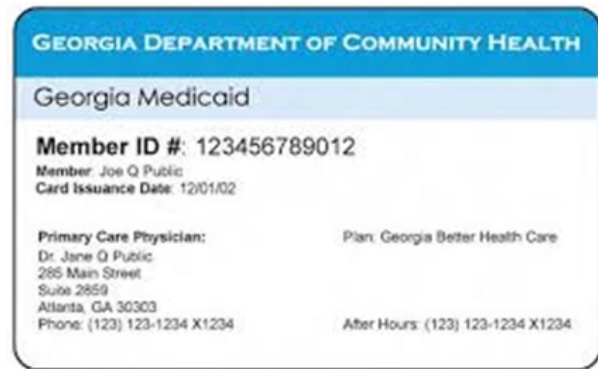 GEORGIA DEPARTMENT OF COMMUNITY HEALTH
Georgia Medicaid
Member ID #: 123456789012
Member: Joe Q Public
Card Issuance Date: 12/01/02
Primary Care Physician:
Dr. Jane Q Public
285 Main Street
Suite 2859
Atlanta, GA 30303
Phone: (123) 123-1234 X1234
Plan: Georgia Better Health Care
After Hours: (123) 123-1234 X1234